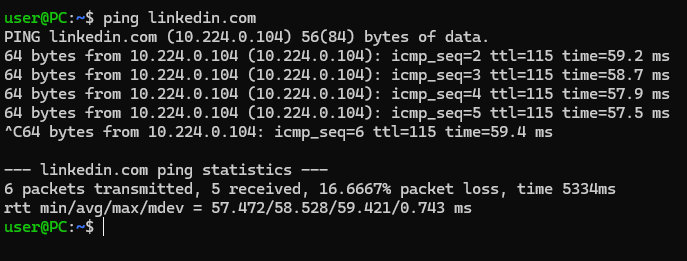 user@PC:~$ ping linkedin.com
PING linkedin.com (10.224.0.104) 56(84) bytes of data.
64 bytes from 10.224.0.104 (10.224.0.104): icmp_seq=2 ttl=115 time=59.2 ms
64 bytes from 10.224.0.104 (10.224.0.104): icmp_seq=3 ttl=115 time=58.7 ms
64 bytes from 10.224.0.104 (10.224.0.104): icmp_seq=4 ttl=115 time=57.9 ms
64 bytes from 10.224.0.104 (10.224.0.104): icmp_seq=5 ttl=115 time=57.5 ms
^C64 bytes from 10.224.0.104: icmp_seq=6 ttl=115 time=59.4 ms

--- linkedin.com ping statistics ---
6 packets transmitted, 5 received, 16.6667% packet loss, time 5334ms
rtt min/avg/max/mdev = 57.472/58.528/59.421/0.743 ms
user@PC:~$